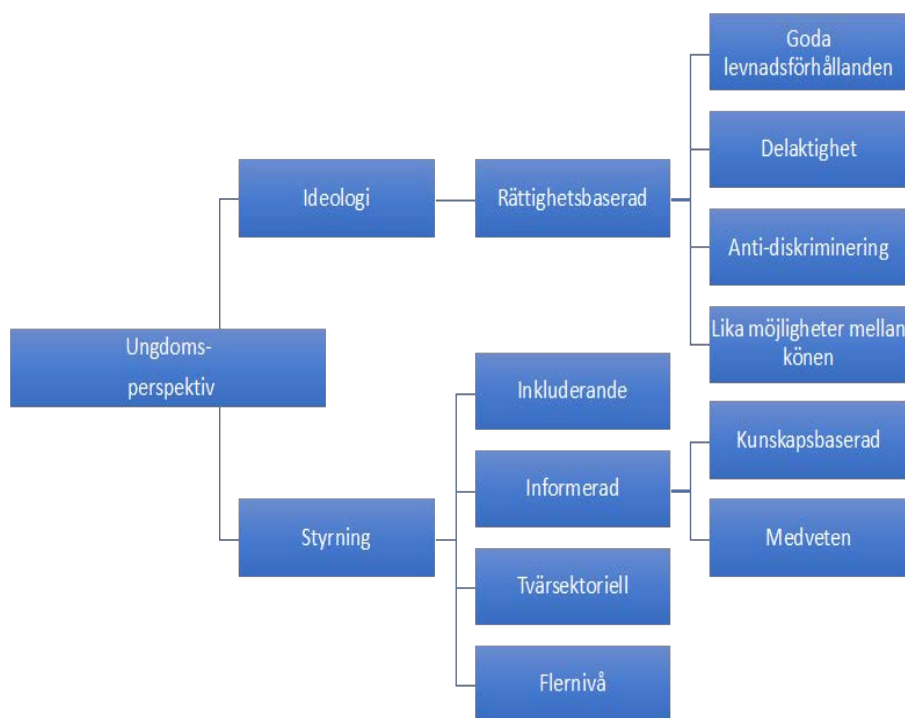 Goda
levnadsförhållanden
Delaktighet
Ideologi
Rättighetsbaserad
Anti-diskriminering
Lika möjligheter mellan
könen
Ungdoms-
perspektiv
Inkluderande
Kunskapsbaserad
Informerad
Medveten
Styrning
Tvärsektoriell
Flernivå